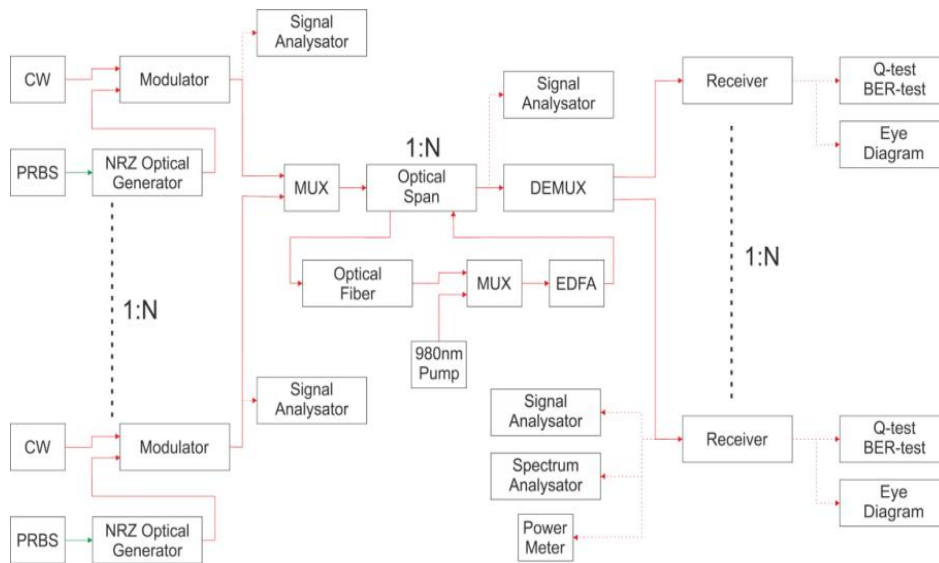 Signal
Analysator
CW
Modulator
Receiver
Q-test
BER-test
Signal
Analysator
Eye
Diagram
PRBS
NRZ Optical
Generator
1:N
MUX
Optical
Span
DEMUX
1:N
1:N
Optical
Fiber
MUX
EDFA
980nm
Pump
Signal
Analysator
Signal
Analysator
CW
Modulator
Receiver
Q-test
BER-test
Spectrum
Analysator
Eye
Diagram
PRBS
NRZ Optical
Generator
Power
Meter